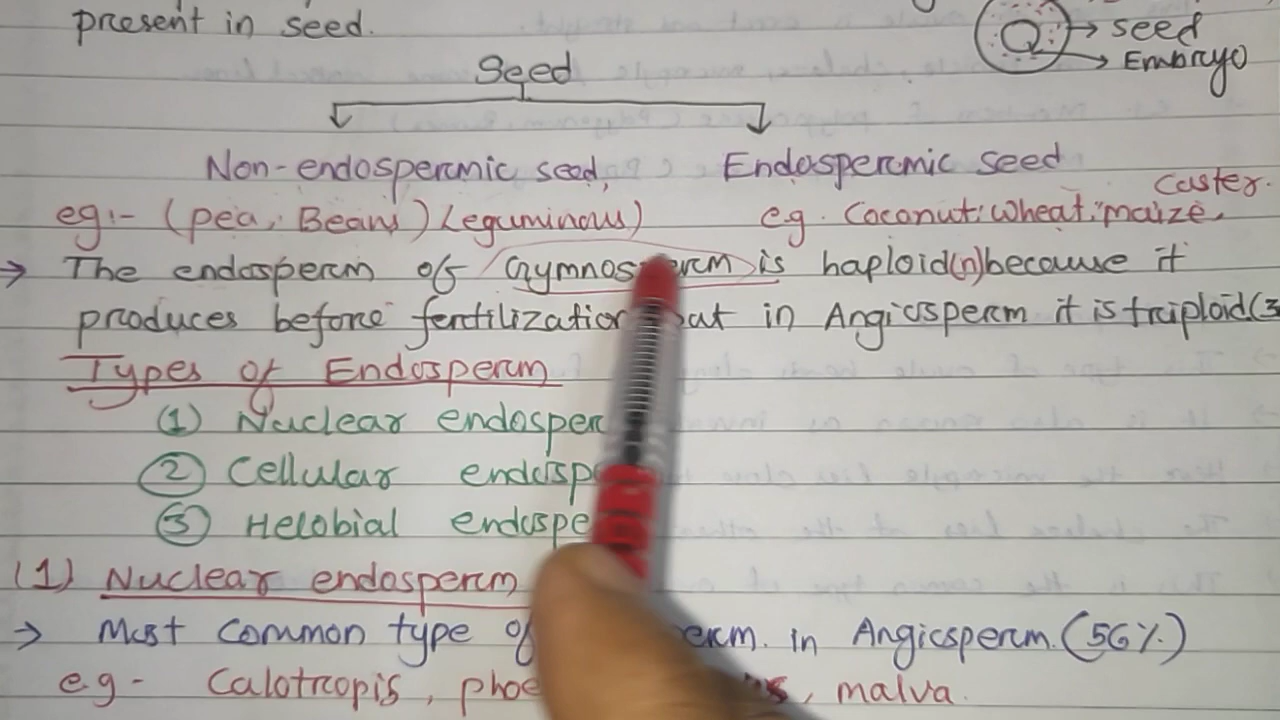 present in seed.
→ seed
→ Embryo
Seed
Non-endospermic seed, Endospermic seed
caster.
eg:- (pea, Beans) Leguminous) e.g. Coconut, wheat, maize,
→ The endosperm of Gymnosperm is haploid(n)because it
produces before fertilization but in Angiosperm it is triploid(3
Types of Endosperm
(1) Nuclear endosper
(2) Cellular endospe
(3) Helobial endospe
(1) Nuclear endosperm
→ Most common type of erm. in Angiosperm. (56%)
e.g- Calotropis, phoe s, malva.